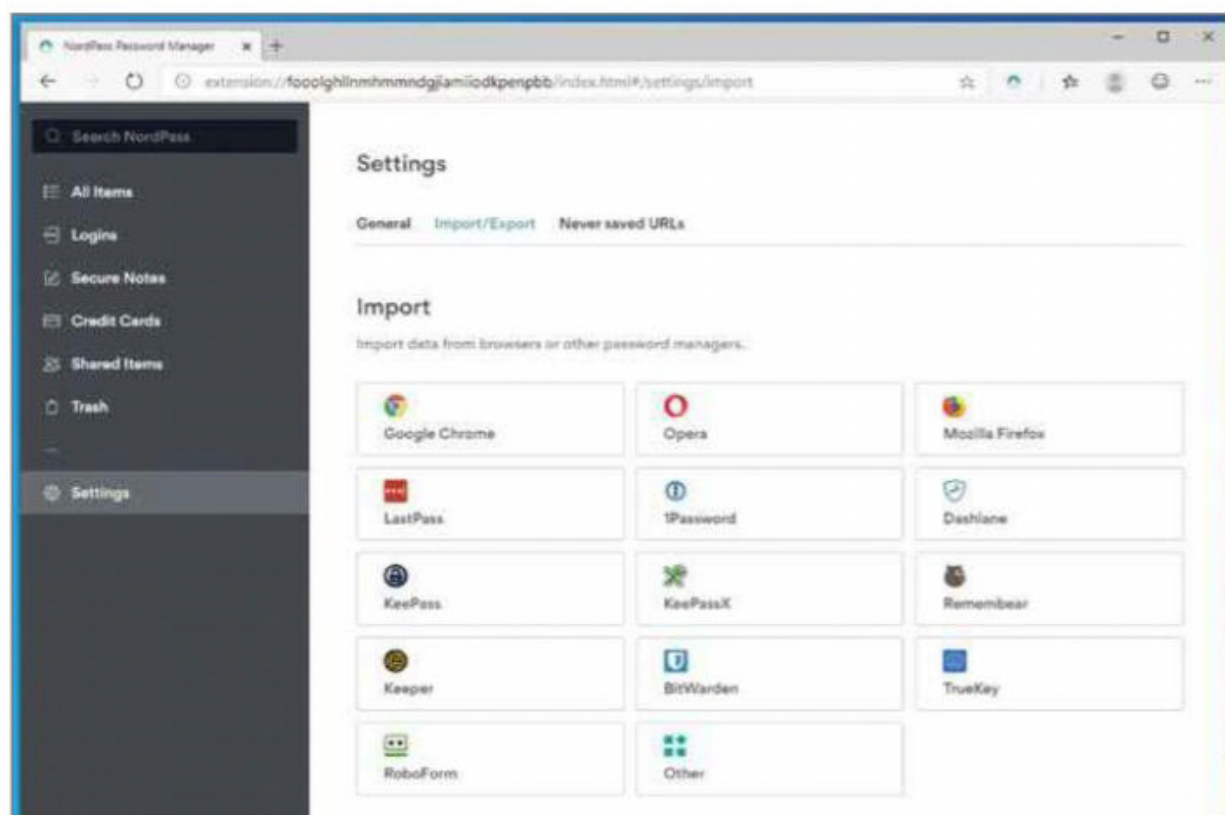 NordPass Password Manager
extension://fooolghllnmhmmndgjiamiiodkpenpbb/index.html#/settings/import
Search NordPass
All Items
Logins
Secure Notes
Credit Cards
Shared Items
Trash
Settings
Settings
General Import/Export Never saved URLs
Import
Import data from browsers or other password managers.
Google Chrome Opera Mozilla Firefox
LastPass 1Password Dashlane
KeePass KeePassX Remembear
Keeper BitWarden TrueKey
RoboForm Other